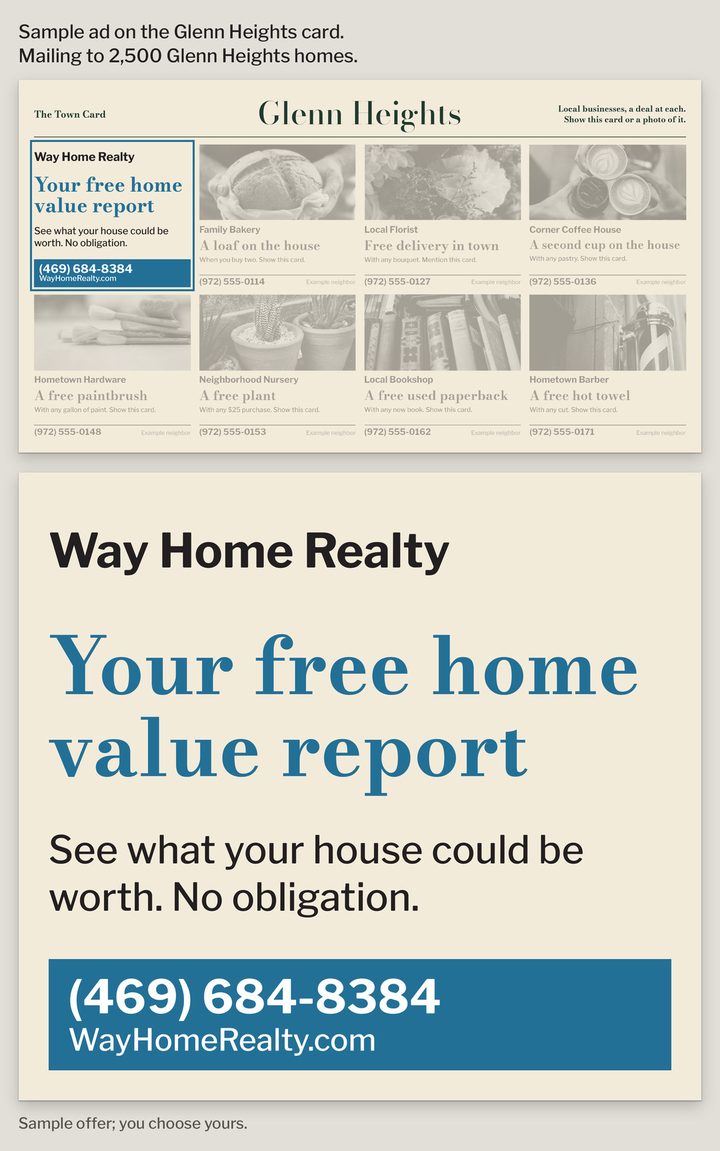 Sample ad on the Glenn Heights card.
Mailing to 2,500 Glenn Heights homes.
The Town Card
Glenn Heights
Local businesses, a deal at each.
Show this card or a photo of it.
Way Home Realty
Your free home
value report
See what your house could be
worth. No obligation.
(469) 684-8384
WayHomeRealty.com
Family Bakery
A loaf on the house
When you buy two. Show this card.
(972) 555-0114
Example neighbor
Local Florist
Free delivery in town
With any bouquet. Mention this card.
(972) 555-0127
Example neighbor
Corner Coffee House
A second cup on the house
With any pastry. Show this card.
(972) 555-0136
Example neighbor
Hometown Hardware
A free paintbrush
With any gallon of paint. Show this card.
(972) 555-0148
Example neighbor
Neighborhood Nursery
A free plant
With any $25 purchase. Show this card.
(972) 555-0153
Example neighbor
Local Bookshop
A free used paperback
With any new book. Show this card.
(972) 555-0162
Example neighbor
Hometown Barber
A free hot towel
With any cut. Show this card.
(972) 555-0171
Example neighbor
Way Home Realty
Your free home
value report
See what your house could be
worth. No obligation.
(469) 684-8384
WayHomeRealty.com
Sample offer; you choose yours.